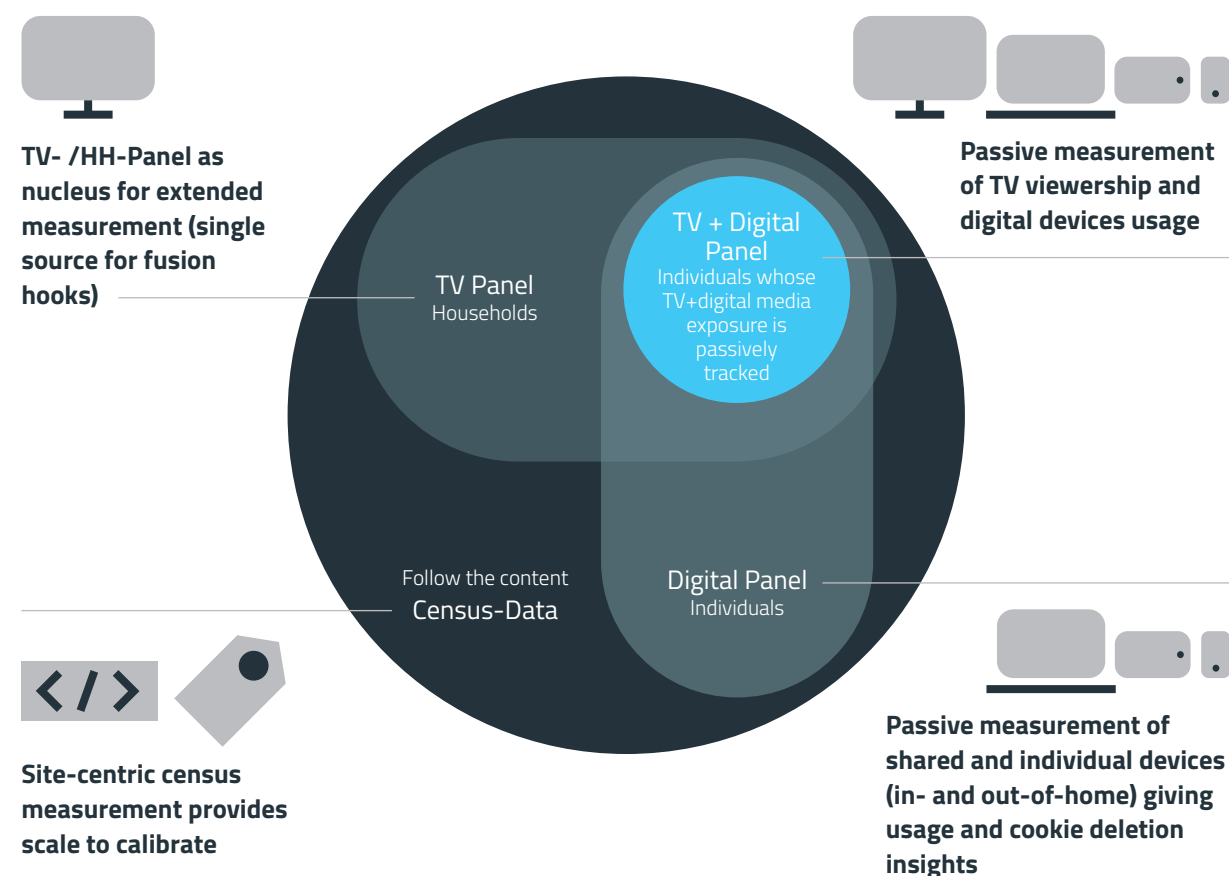 TV- /HH-Panel as
nucleus for extended
measurement (single
source for fusion
hooks)
Passive measurement
of TV viewership and
digital devices usage
TV + Digital
Panel
Individuals whose
TV+digital media
exposure is
passively
tracked
TV Panel
Households
Follow the content
Census-Data
Digital Panel
Individuals
</>
Site-centric census
measurement provides
scale to calibrate
Passive measurement of
shared and individual devices
(in- and out-of-home) giving
usage and cookie deletion
insights